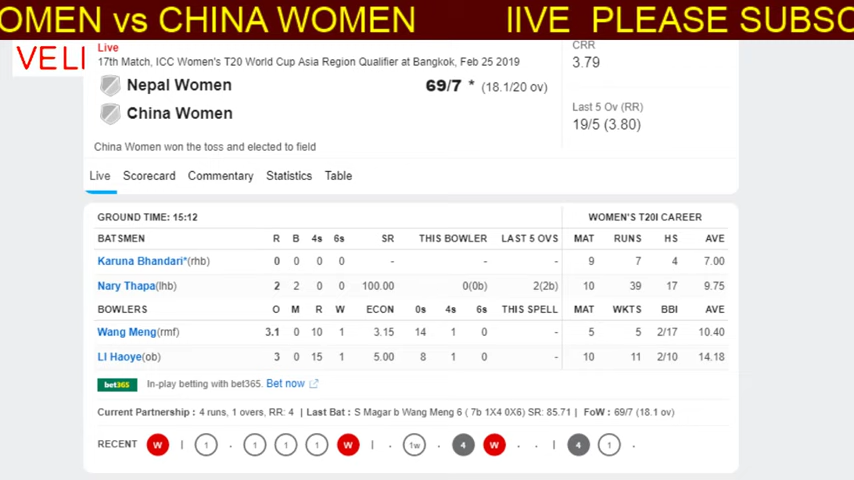 OMEN vs CHINA WOMEN IIVE PLEASE SUBSC
VELI
Live
17th Match, ICC Women's T20 World Cup Asia Region Qualifier at Bangkok, Feb 25 2019
CRR
3.79
Nepal Women 69/7 * (18.1/20 ov)
China Women
Last 5 Ov (RR)
19/5 (3.80)
China Women won the toss and elected to field
Live Scorecard Commentary Statistics Table
GROUND TIME: 15:12 WOMEN'S T20I CAREER
BATSMEN R B 4s 6s SR THIS BOWLER LAST 5 OVS MAT RUNS HS AVE
Karuna Bhandari*(rhb) 0 0 0 0 - - - 9 7 4 7.00
Nary Thapa(lhb) 2 2 0 0 100.00 0(0b) 2(2b) 10 39 17 9.75
BOWLERS O M R W ECON 0s 4s 6s THIS SPELL MAT WKTS BBI AVE
Wang Meng(rmf) 3.1 0 10 1 3.15 14 1 0 - 5 5 2/17 10.40
LI Haoye(ob) 3 0 15 1 5.00 8 1 0 - 10 11 2/10 14.18
bet365 In-play betting with bet365. Bet now
Current Partnership : 4 runs, 1 overs, RR: 4 | Last Bat : S Magar b Wang Meng 6 ( 7b 1X4 0X6) SR: 85.71 | FoW : 69/7 (18.1 ov)
RECENT W | 1 . 1 1 1 W | . 1w . 4 W . . | 4 1 .